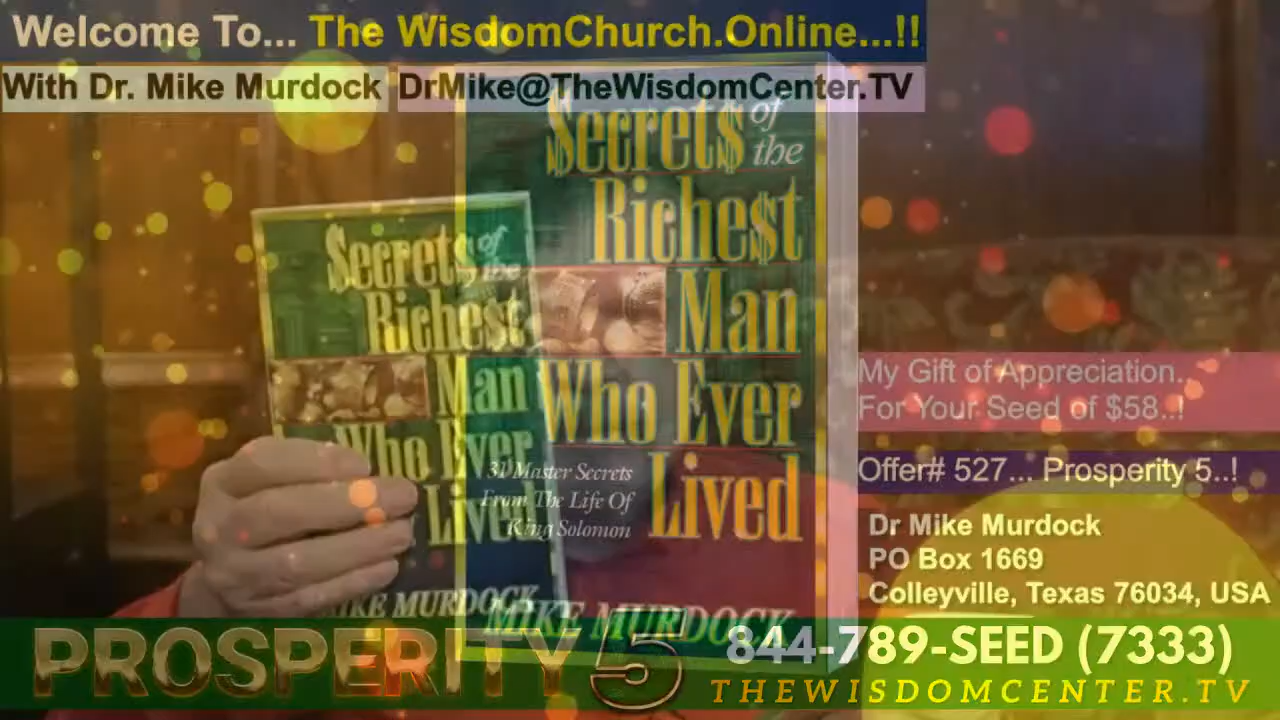 Welcome To... The WisdomChurch.Online...!!
With Dr. Mike Murdock DrMike@TheWisdomCenter.TV
$ecret$ of
the
Riche$t
Man
Who Ever
Lived
31 Master Secrets
From The Life Of
King Solomon
MIKE MURDOCK
$ecrets of
the
Riche$t
Man
Who Ever
Lived
MIKE MURDOCK
My Gift of Appreciation.
For Your Seed of $58..!
Offer# 527... Prosperity 5..!
Dr Mike Murdock
PO Box 1669
Colleyville, Texas 76034, USA
PROSPERITY 5
844-789-SEED (7333)
THEWISDOMCENTER.TV